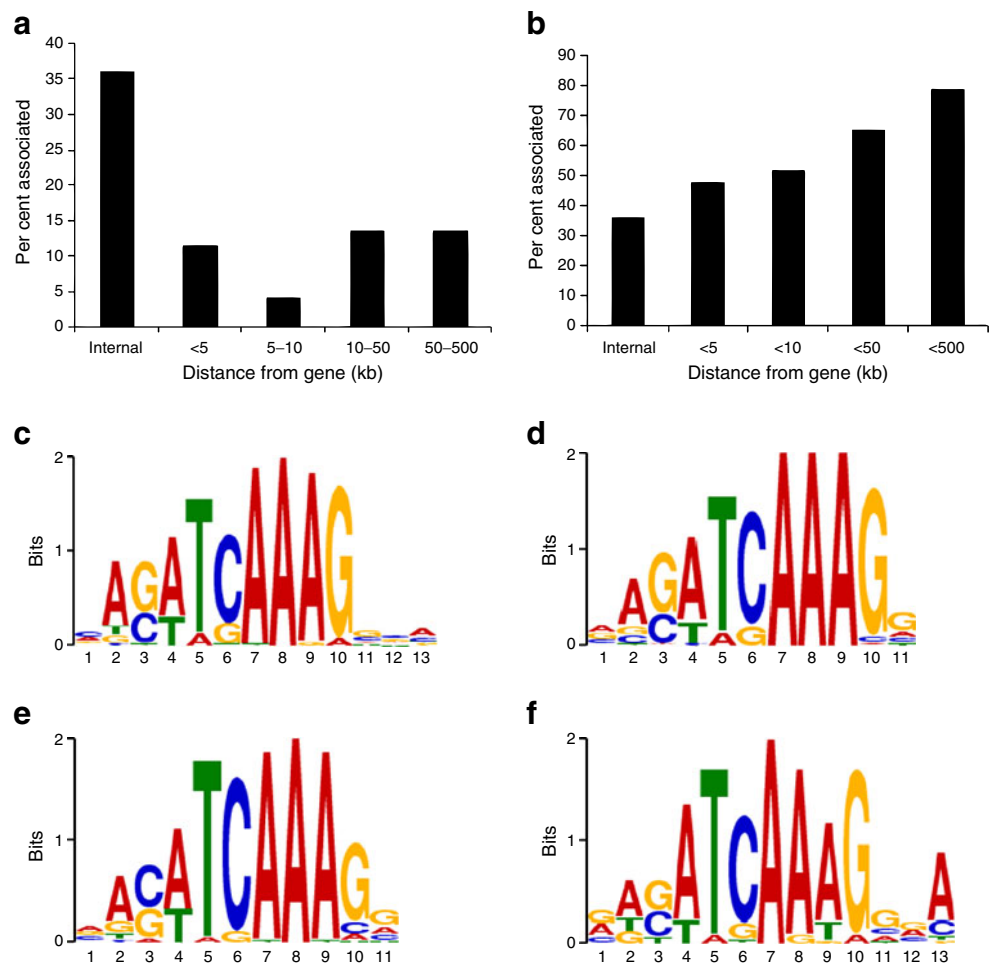 a
b
Per cent associated
40
35
30
25
20
15
10
5
0
Internal <5 5–10 10–50 50–500
Distance from gene (kb)
Per cent associated
90
80
70
60
50
40
30
20
10
0
Internal <5 <10 <50 <500
Distance from gene (kb)
c
Bits
2
1
0
AGATCAAAG
1 2 3 4 5 6 7 8 9 10 11 12 13
d
Bits
2
1
0
AGATCAAAG
1 2 3 4 5 6 7 8 9 10 11
e
Bits
2
1
0
ACATCAAAG
1 2 3 4 5 6 7 8 9 10 11
f
Bits
2
1
0
AGATCAAAG
1 2 3 4 5 6 7 8 9 10 11 12 13